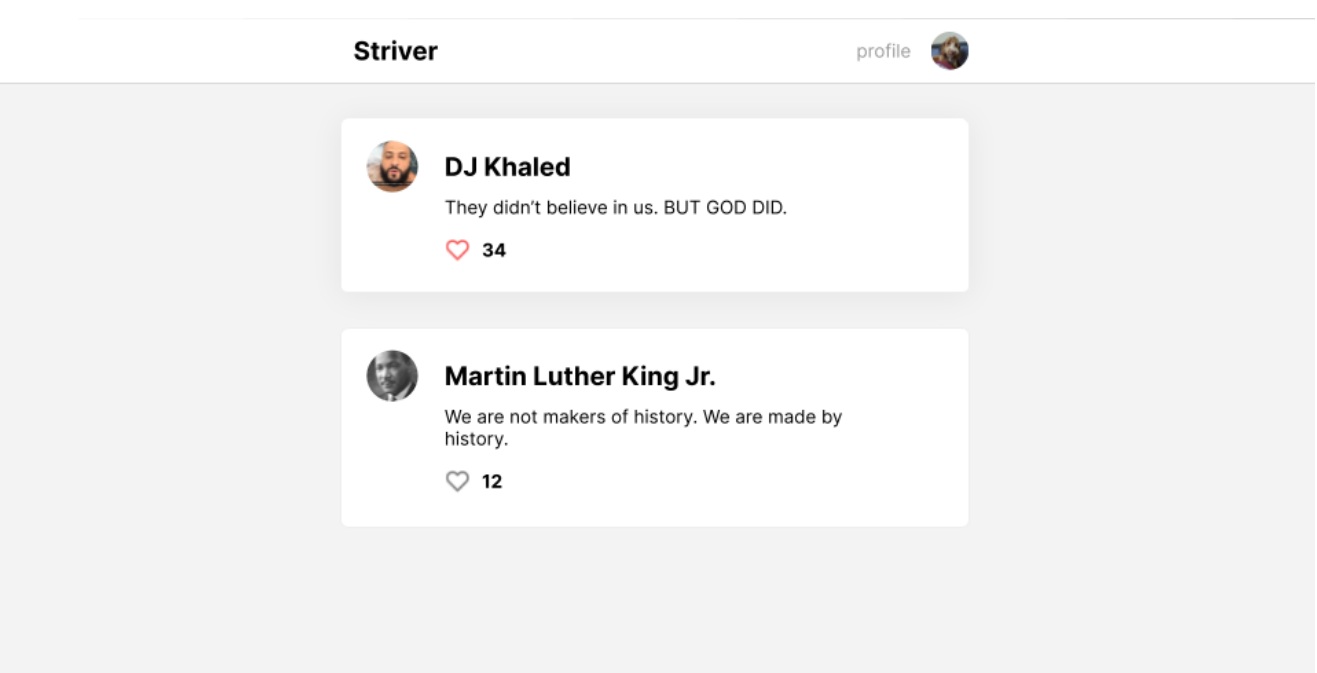 Striver
profile
DJ Khaled
They didn’t believe in us. BUT GOD DID.
34
Martin Luther King Jr.
We are not makers of history. We are made by
history.
12